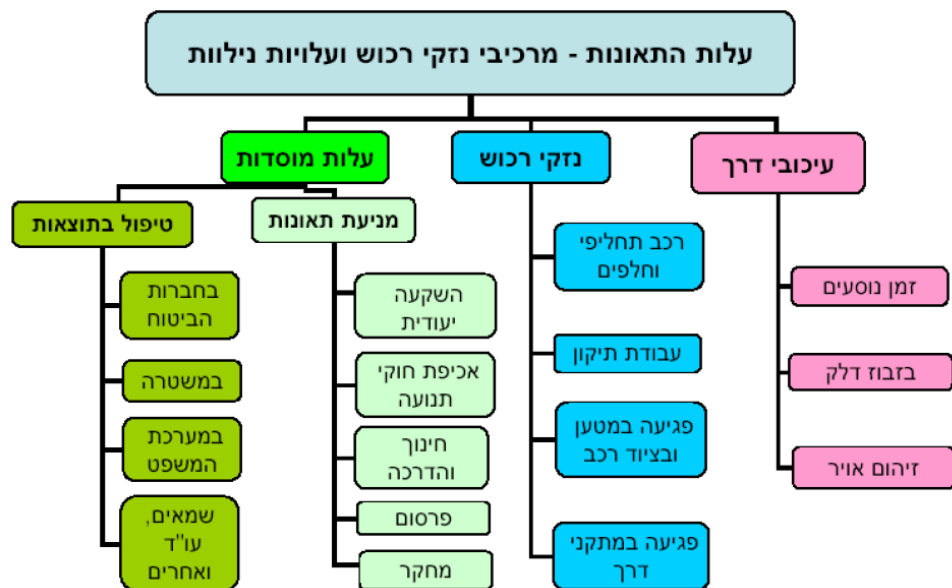 עלות התאונות - מרכיבי נזקי רכוש ועלויות נילוות
עיכובי דרך
זמן נוסעים
בזבוז דלק
זיהום אויר
נזקי רכוש
רכב תחליפי
וחלפים
עבודת תיקון
פגיעה במטען
ובציוד רכב
פגיעה במתקני
דרך
עלות מוסדות
מניעת תאונות
השקעה
יעודית
אכיפת חוקי
תנועה
חינוך
והדרכה
פרסום
מחקר
טיפול בתוצאות
בחברות
הביטוח
במשטרה
במערכת
המשפט
שמאים,
עו"ד
ואחרים